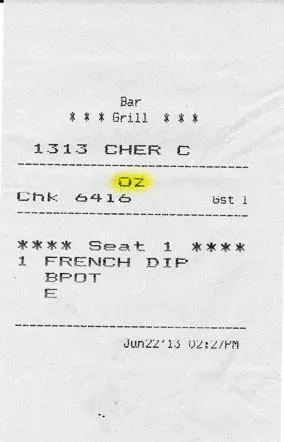 Bar
* * * Grill * * *
1313 CHER C
OZ
Chk 6416 Gst 1
**** Seat 1 ****
1 FRENCH DIP
BPOT
E
Jun22'13 02:27PM